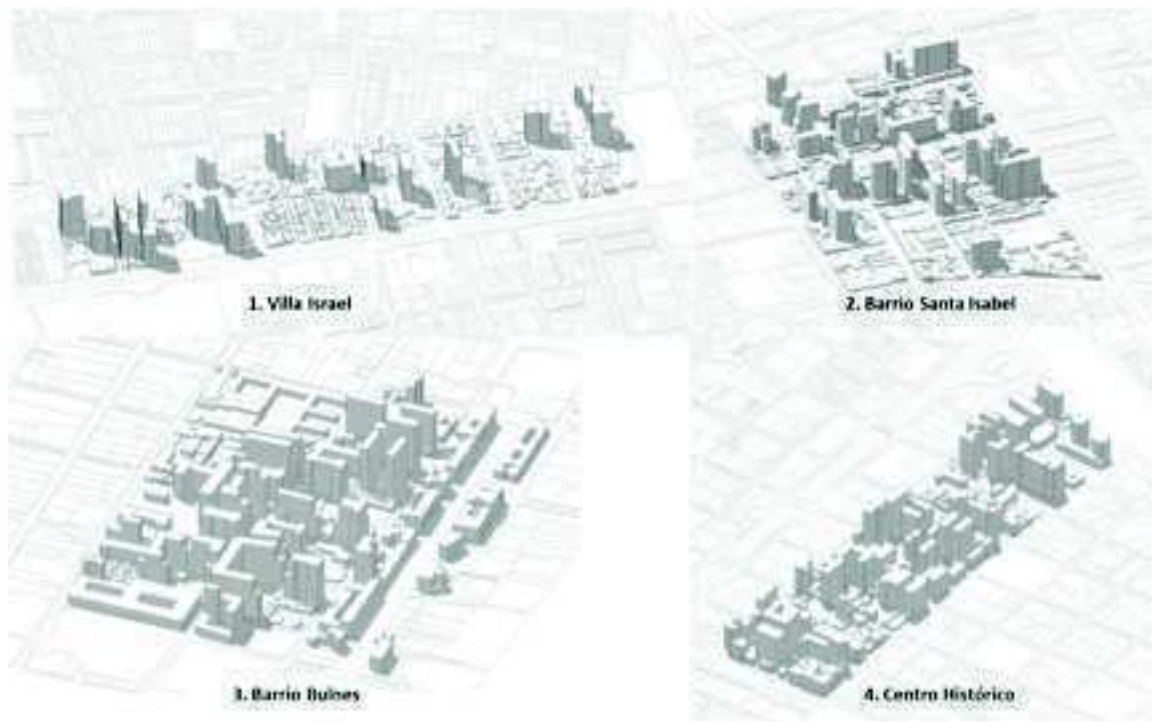 1. Villa Israel
2. Barrio Santa Isabel
3. Barrio Bulnes
4. Centro Histórico